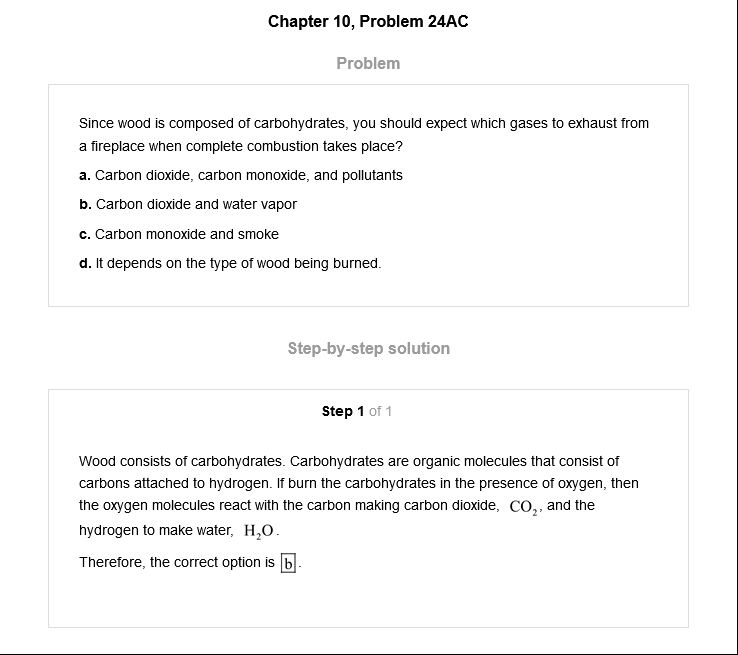 Chapter 10, Problem 24AC
Problem
Since wood is composed of carbohydrates, you should expect which gases to exhaust from
a fireplace when complete combustion takes place?
a. Carbon dioxide, carbon monoxide, and pollutants
b. Carbon dioxide and water vapor
c. Carbon monoxide and smoke
d. It depends on the type of wood being burned.
Step-by-step solution
Step 1 of 1
Wood consists of carbohydrates. Carbohydrates are organic molecules that consist of
carbons attached to hydrogen. If burn the carbohydrates in the presence of oxygen, then
the oxygen molecules react with the carbon making carbon dioxide, CO₂, and the
hydrogen to make water, H₂O.
Therefore, the correct option is b.